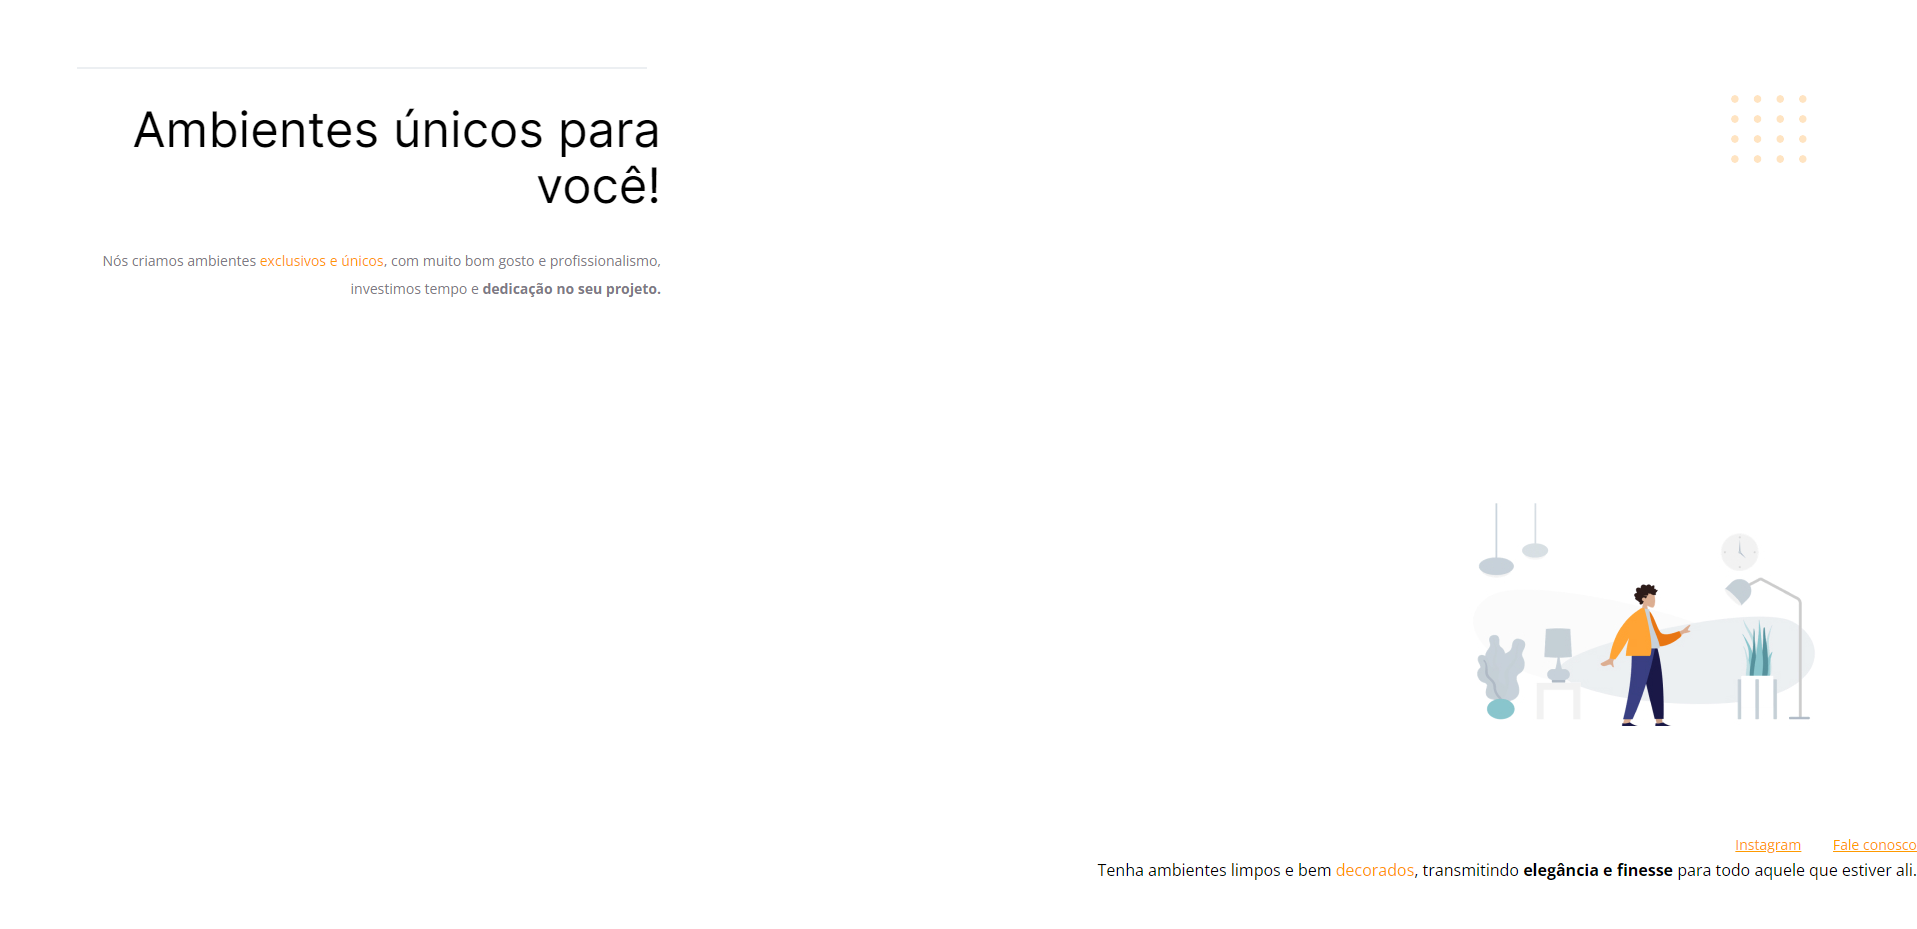 Ambientes únicos para
você!
Nós criamos ambientes exclusivos e únicos, com muito bom gosto e profissionalismo,
investimos tempo e dedicação no seu projeto.
Instagram Fale conosco
Tenha ambientes limpos e bem decorados, transmitindo elegância e finesse para todo aquele que estiver ali.